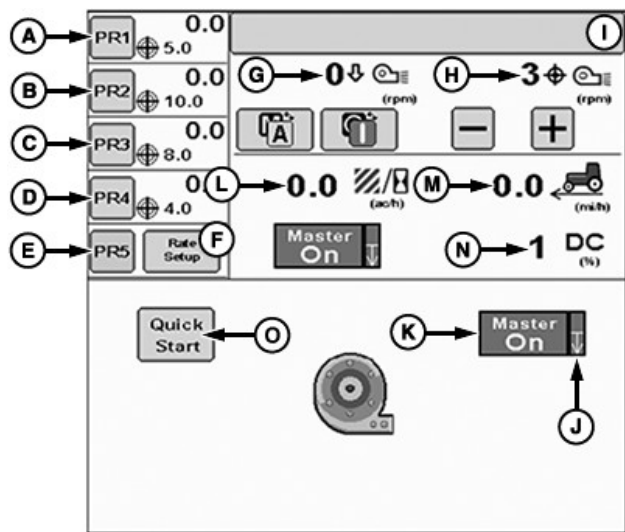 A PR1 0.0 5.0
B PR2 0.0 10.0
C PR3 0.0 8.0
D PR4 0.0 4.0
E PR5 Rate Setup F
I
G 0 (rpm) H 3 (rpm)
A I − +
L 0.0 (ac/h) M 0.0 (mi/h)
Master On N 1 DC (%)
Quick Start O K Master On
J